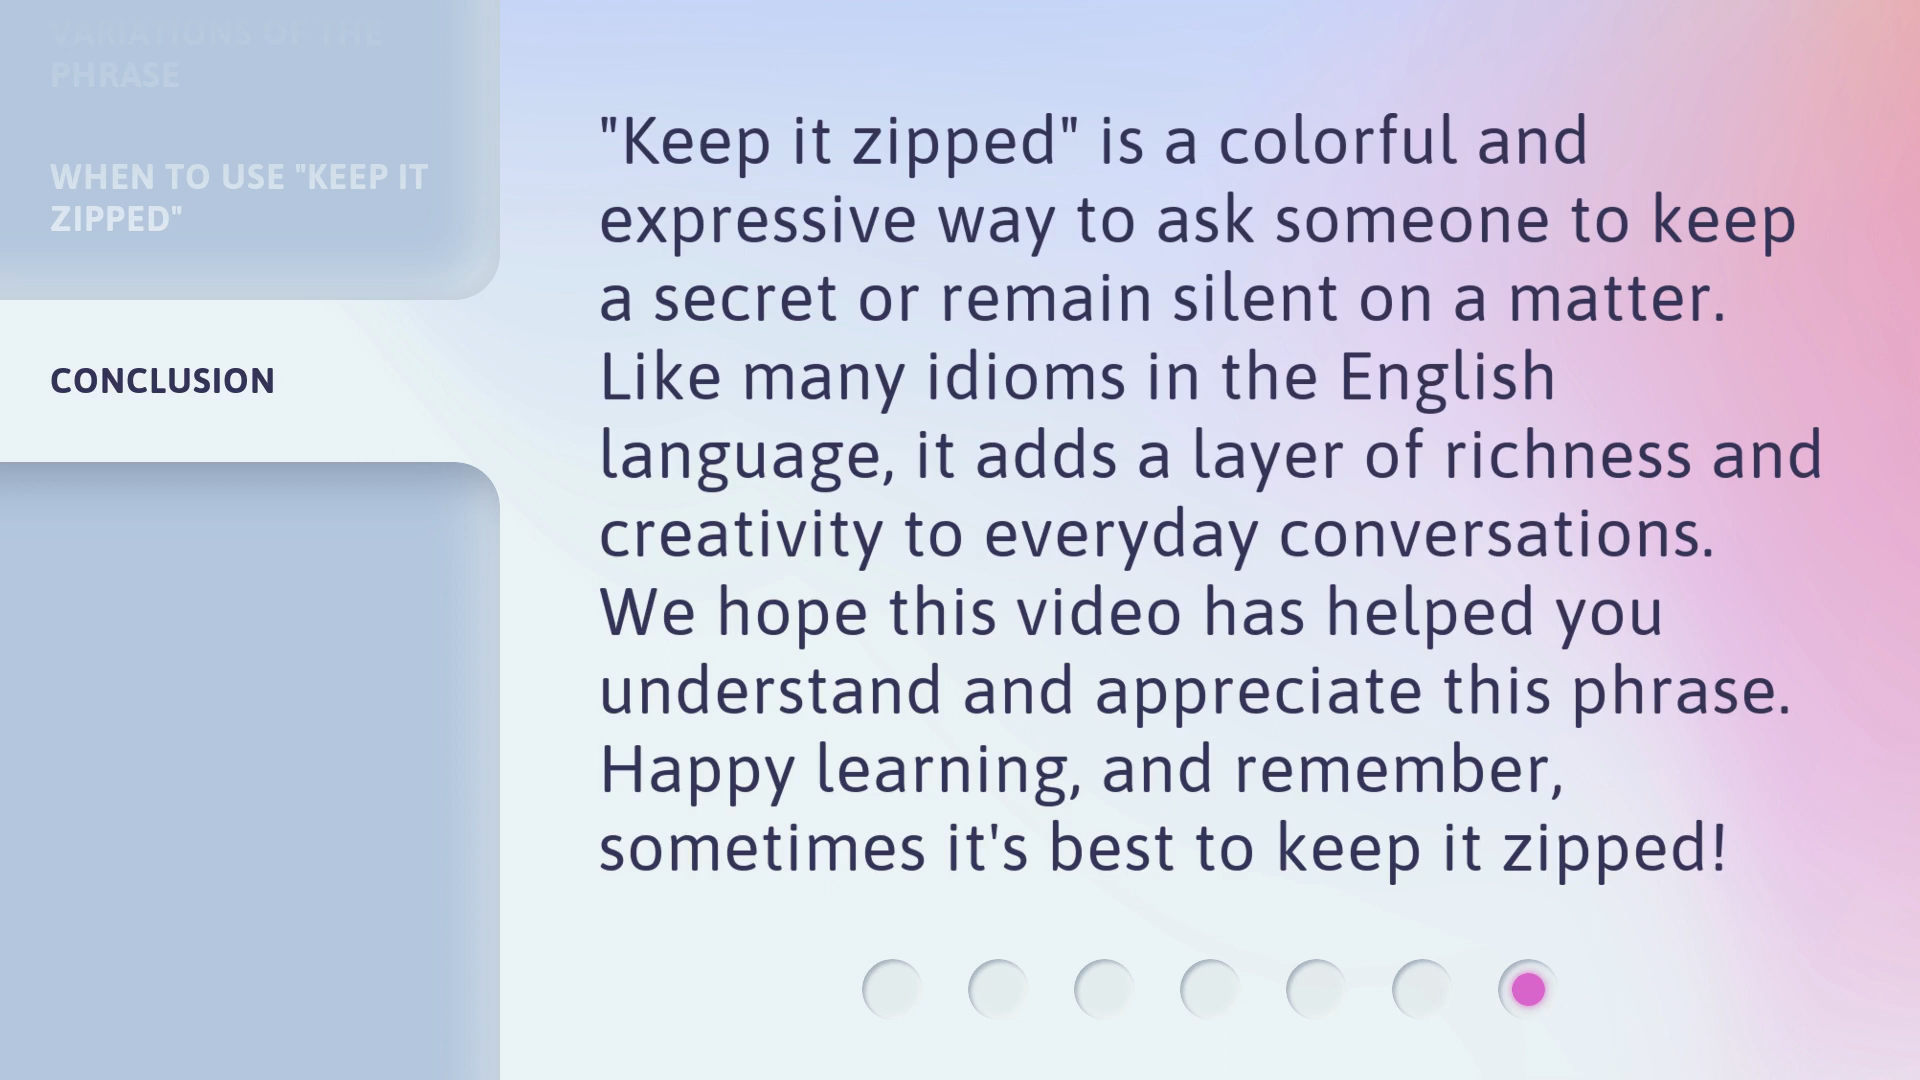 VARIATIONS OF THE
PHRASE
WHEN TO USE "KEEP IT
ZIPPED"
CONCLUSION
"Keep it zipped" is a colorful and
expressive way to ask someone to keep
a secret or remain silent on a matter.
Like many idioms in the English
language, it adds a layer of richness and
creativity to everyday conversations.
We hope this video has helped you
understand and appreciate this phrase.
Happy learning, and remember,
sometimes it's best to keep it zipped!